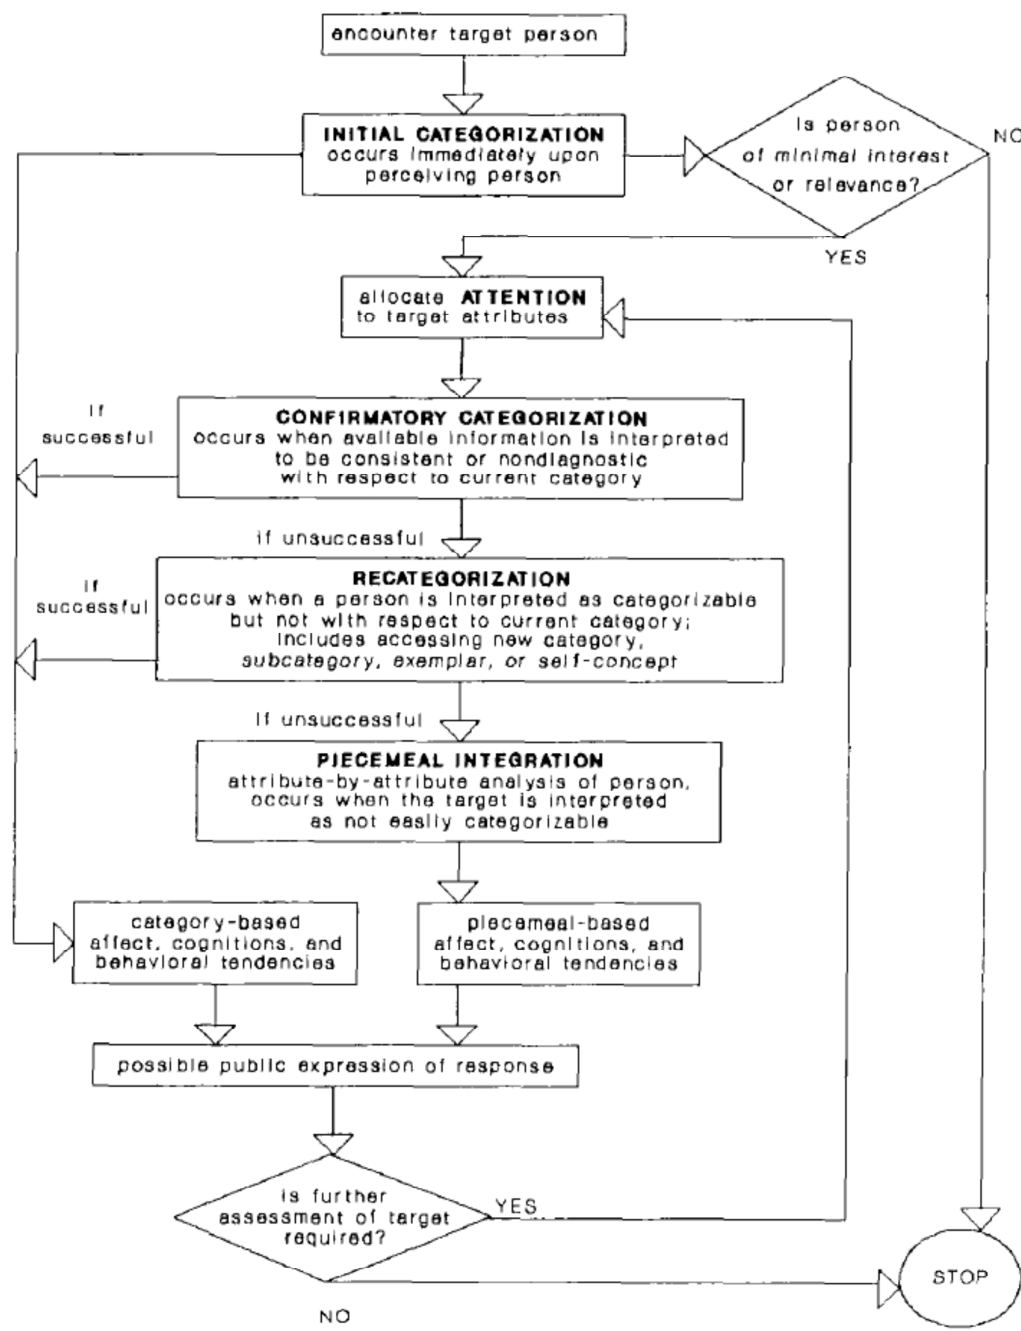 encounter target person
INITIAL CATEGORIZATION
occurs immediately upon
perceiving person
Is person
of minimal interest
or relevance?
NO
YES
allocate ATTENTION
to target attributes
If
successful
CONFIRMATORY CATEGORIZATION
occurs when available information is interpreted
to be consistent or nondiagnostic
with respect to current category
if unsuccessful
If
successful
RECATEGORIZATION
occurs when a person is interpreted as categorizable
but not with respect to current category;
includes accessing new category,
subcategory, exemplar, or self-concept
If unsuccessful
PIECEMEAL INTEGRATION
attribute-by-attribute analysis of person,
occurs when the target is interpreted
as not easily categorizable
category-based
affect, cognitions, and
behavioral tendencies
piecemeal-based
affect, cognitions, and
behavioral tendencies
possible public expression of response
Is further
assessment of target
required?
YES
NO
STOP